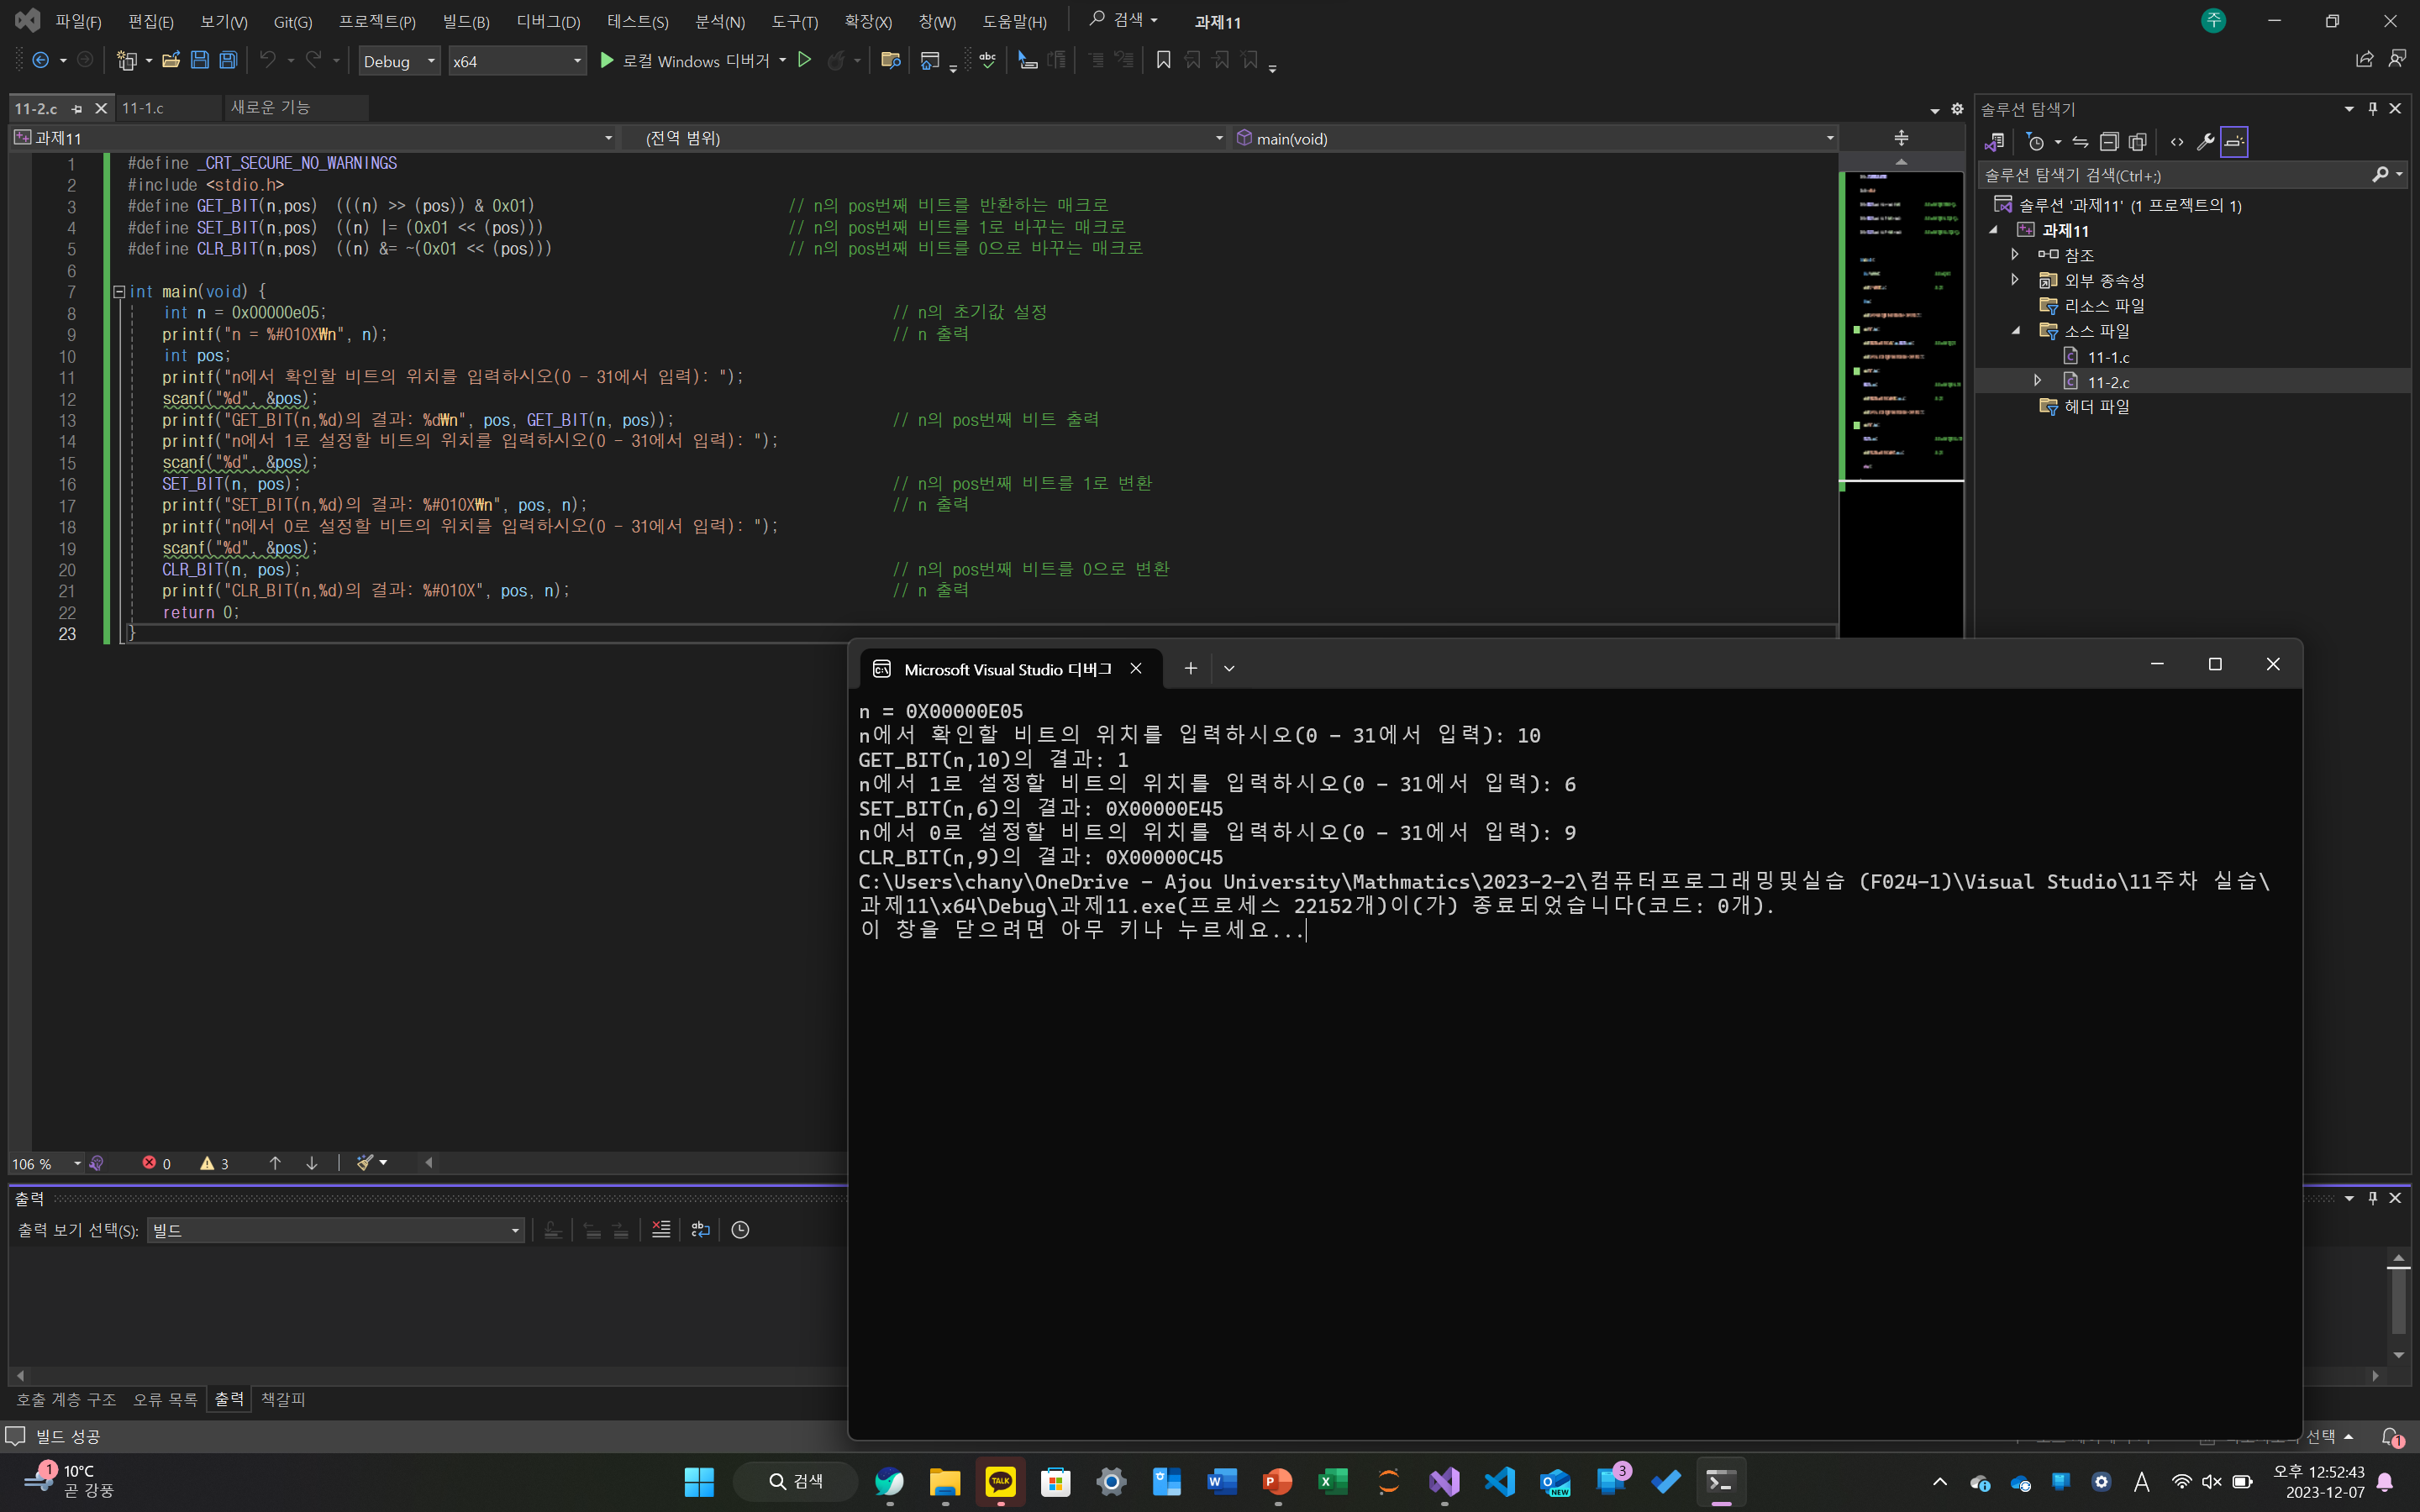 파일(F) 편집(E) 보기(V) Git(G) 프로젝트(P) 빌드(B) 디버그(D) 테스트(S) 분석(N) 도구(T) 확장(X) 창(W) 도움말(H) 검색 과제11 주
Debug x64 로컬 Windows 디버거
11-2.c 11-1.c 새로운 기능
과제11 (전역 범위) main(void)
1 #define _CRT_SECURE_NO_WARNINGS
2 #include <stdio.h>
3 #define GET_BIT(n,pos) (((n) >> (pos)) & 0x01) // n의 pos번째 비트를 반환하는 매크로
4 #define SET_BIT(n,pos) ((n) |= (0x01 << (pos))) // n의 pos번째 비트를 1로 바꾸는 매크로
5 #define CLR_BIT(n,pos) ((n) &= ~(0x01 << (pos))) // n의 pos번째 비트를 0으로 바꾸는 매크로
6
7 int main(void) {
8 int n = 0x00000e05; // n의 초기값 설정
9 printf("n = %#010X₩n", n); // n 출력
10 int pos;
11 printf("n에서 확인할 비트의 위치를 입력하시오(0 - 31에서 입력): ");
12 scanf("%d", &pos);
13 printf("GET_BIT(n,%d)의 결과: %d₩n", pos, GET_BIT(n, pos)); // n의 pos번째 비트 출력
14 printf("n에서 1로 설정할 비트의 위치를 입력하시오(0 - 31에서 입력): ");
15 scanf("%d", &pos);
16 SET_BIT(n, pos); // n의 pos번째 비트를 1로 변환
17 printf("SET_BIT(n,%d)의 결과: %#010X₩n", pos, n); // n 출력
18 printf("n에서 0로 설정할 비트의 위치를 입력하시오(0 - 31에서 입력): ");
19 scanf("%d", &pos);
20 CLR_BIT(n, pos); // n의 pos번째 비트를 0으로 변환
21 printf("CLR_BIT(n,%d)의 결과: %#010X", pos, n); // n 출력
22 return 0;
23 }
솔루션 탐색기
솔루션 탐색기 검색(Ctrl+;)
솔루션 '과제11' (1 프로젝트의 1)
과제11
참조
외부 종속성
리소스 파일
소스 파일
11-1.c
11-2.c
헤더 파일
Microsoft Visual Studio 디버그
n = 0X00000E05
n에서 확인할 비트의 위치를 입력하시오(0 - 31에서 입력): 10
GET_BIT(n,10)의 결과: 1
n에서 1로 설정할 비트의 위치를 입력하시오(0 - 31에서 입력): 6
SET_BIT(n,6)의 결과: 0X00000E45
n에서 0로 설정할 비트의 위치를 입력하시오(0 - 31에서 입력): 9
CLR_BIT(n,9)의 결과: 0X00000C45
C:\Users\chany\OneDrive - Ajou University\Mathmatics\2023-2-2\컴퓨터프로그래밍및실습 (F024-1)\Visual Studio\11주차 실습\
과제11\x64\Debug\과제11.exe(프로세스 22152개)이(가) 종료되었습니다(코드: 0개).
이 창을 닫으려면 아무 키나 누르세요...
106 % 0 3
출력
출력 보기 선택(S): 빌드
호출 계층 구조 오류 목록 출력 책갈피
빌드 성공 선택 1
1 10°C
곧 강풍
검색 TALK W P X NEW 3 A
오후 12:52:43
2023-12-07